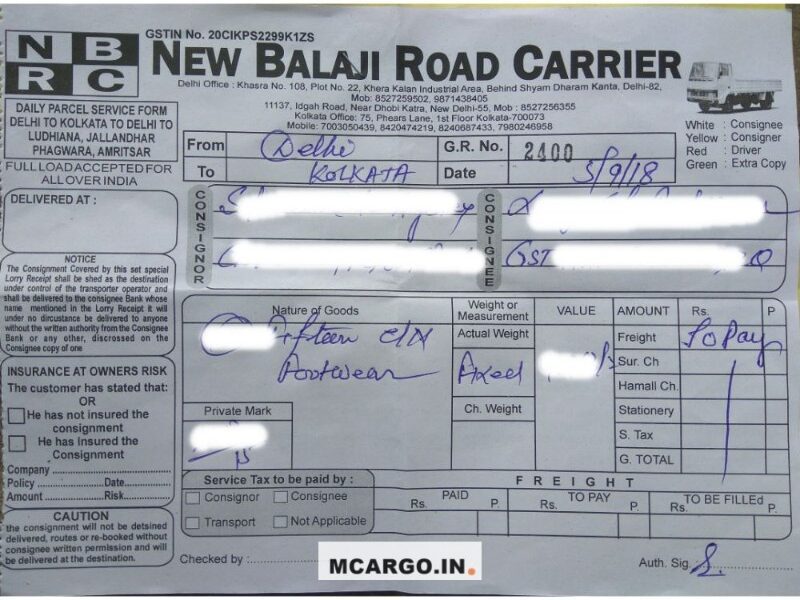 GSTIN No. 20CIKPS2299K1ZS
NB
RC
NEW BALAJI ROAD CARRIER
Delhi Office : Khasra No. 108, Plot No. 22, Khera Kalan Industrial Area, Behind Shyam Dharam Kanta, Delhi-82,
Mob: 8527259502, 9871438405
11137, Idgah Road, Near Dhobi Katra, New Delhi-55, Mob : 8527256355
Kolkata Office: 75, Phears Lane, 1st Floor Kolkata-700073
Mobile: 7003050439, 8420474219, 8240687433, 7980246958
DAILY PARCEL SERVICE FORM
DELHI TO KOLKATA TO DELHI TO
LUDHIANA, JALLANDHAR
PHAGWARA, AMRITSAR
FULL LOAD ACCEPTED FOR
ALL OVER INDIA
White : Consignee
Yellow : Consigner
Red : Driver
Green : Extra Copy
From Delhi G.R. No. 2400
To KOLKATA Date 5/9/18
DELIVERED AT :
CONSIGNOR
CONSIGNEE
GST
NOTICE
The Consignment Covered by this set special
Lorry Receipt shall be shed as the destination
under control of the transporter operator and
shall be delivered to the consignee Bank whose
name mentioned in the Lorry Receipt it will
under no dircustance be delivered to anyone
without the written authority from the Consignee
Bank or any other, discrossed on the
Consignee copy of one
INSURANCE AT OWNERS RISK
The customer has stated that:
OR
He has not insured the
consignment
He has Insured the
Consignment
Company
Policy Date
Amount Risk
CAUTION
the consignment will not be detsined
delivered, routes or re-booked without
consignee written permission and will
be delivered at the destination.
Nature of Goods Weight or Measurement VALUE AMOUNT Rs. P
fifteen c/n
Footwear
Actual Weight
Fixed
Ch. Weight
Freight To Pay
Sur. Ch
Hamall Ch.
Stationery
S. Tax
G. TOTAL
Private Mark
15
Service Tax to be paid by :
Consignor Consignee
Transport Not Applicable
FREIGHT
PAID TO PAY TO BE FILLEd
Rs. P. Rs. P. Rs. P.
Checked by :
Auth. Sig.
MCARGO.IN.